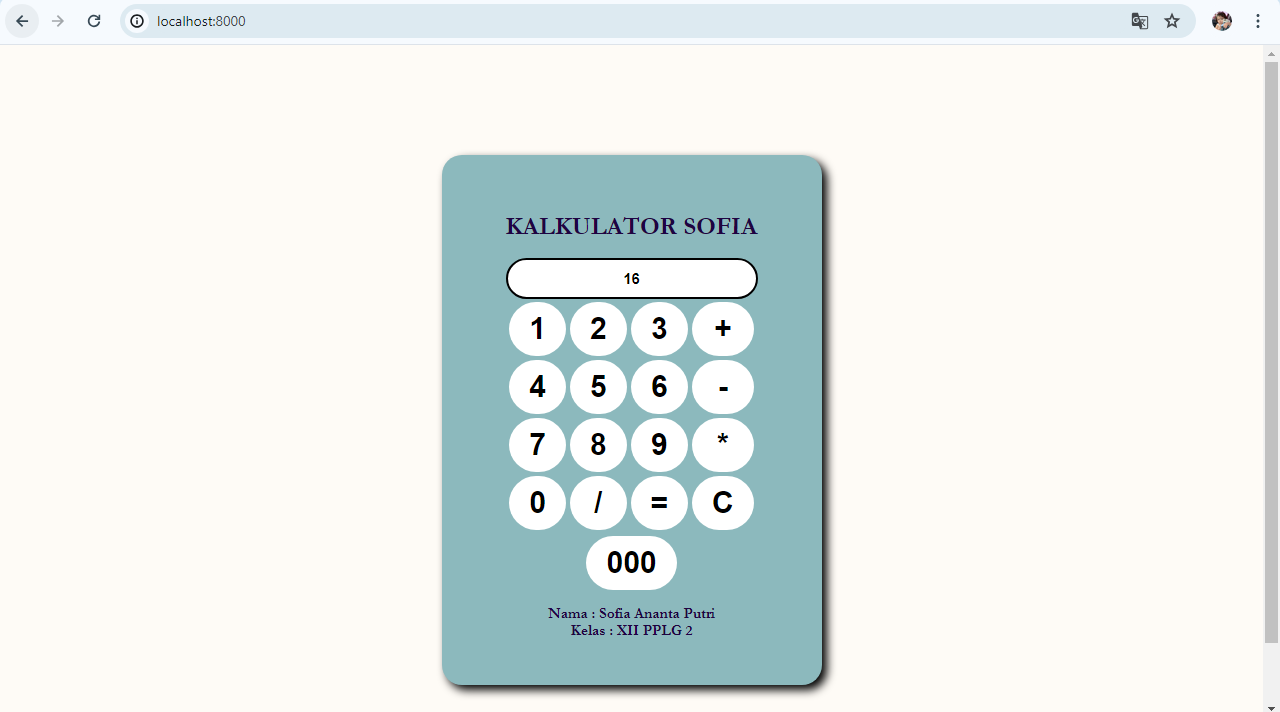 localhost:8000
KALKULATOR SOFIA
16
1 2 3 +
4 5 6 -
7 8 9 *
0 / = C
000
Nama : Sofia Ananta Putri
Kelas : XII PPLG 2